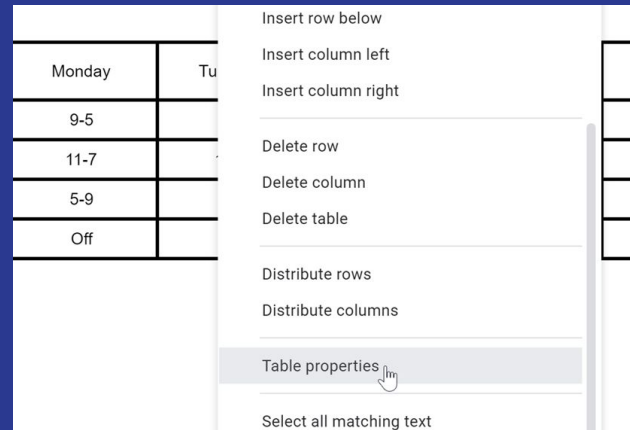 Insert row below
Insert column left
Insert column right
Delete row
Delete column
Delete table
Distribute rows
Distribute columns
Table properties
Select all matching text
Monday
Tu
9-5
11-7
5-9
Off